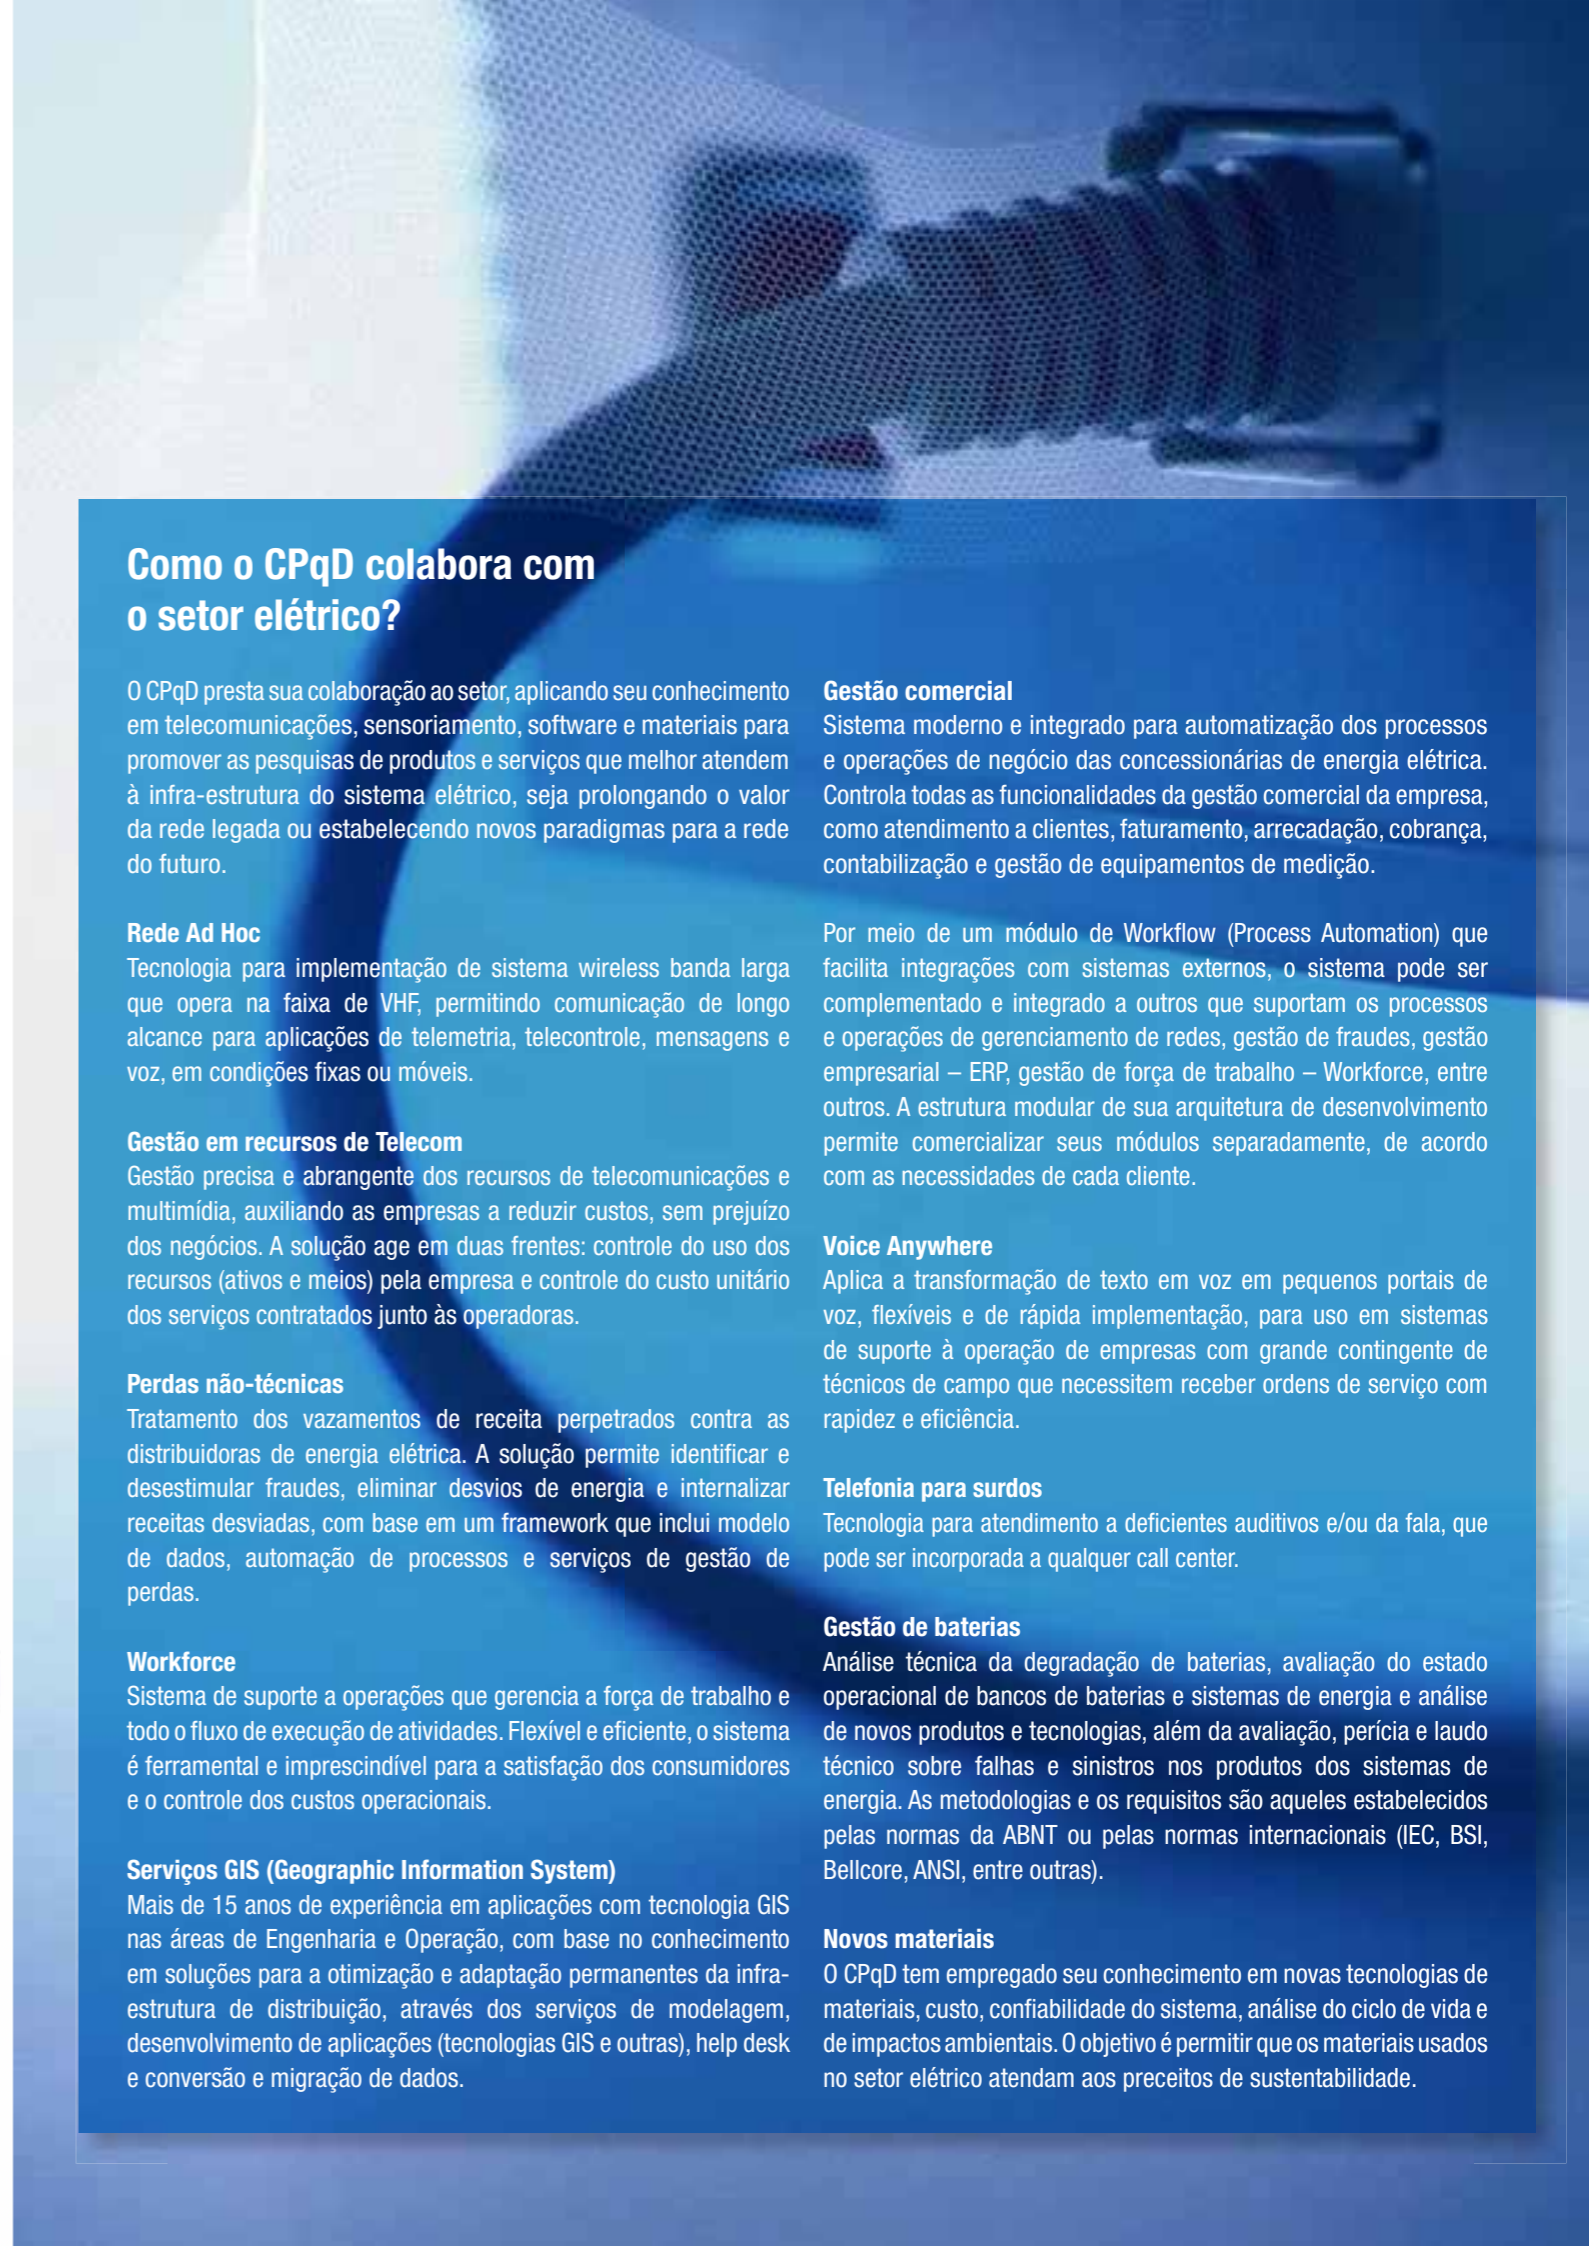 Como o CPqD colabora com
o setor elétrico?
O CPqD presta sua colaboração ao setor, aplicando seu conhecimento
em telecomunicações, sensoriamento, software e materiais para
promover as pesquisas de produtos e serviços que melhor atendem
à infra-estrutura do sistema elétrico, seja prolongando o valor
da rede legada ou estabelecendo novos paradigmas para a rede
do futuro.
Rede Ad Hoc
Tecnologia para implementação de sistema wireless banda larga
que opera na faixa de VHF, permitindo comunicação de longo
alcance para aplicações de telemetria, telecontrole, mensagens e
voz, em condições fixas ou móveis.
Gestão em recursos de Telecom
Gestão precisa e abrangente dos recursos de telecomunicações e
multimídia, auxiliando as empresas a reduzir custos, sem prejuízo
dos negócios. A solução age em duas frentes: controle do uso dos
recursos (ativos e meios) pela empresa e controle do custo unitário
dos serviços contratados junto às operadoras.
Perdas não-técnicas
Tratamento dos vazamentos de receita perpetrados contra as
distribuidoras de energia elétrica. A solução permite identificar e
desestimular fraudes, eliminar desvios de energia e internalizar
receitas desviadas, com base em um framework que inclui modelo
de dados, automação de processos e serviços de gestão de
perdas.
Workforce
Sistema de suporte a operações que gerencia a força de trabalho e
todo o fluxo de execução de atividades. Flexível e eficiente, o sistema
é ferramental e imprescindível para a satisfação dos consumidores
e o controle dos custos operacionais.
Serviços GIS (Geographic Information System)
Mais de 15 anos de experiência em aplicações com tecnologia GIS
nas áreas de Engenharia e Operação, com base no conhecimento
em soluções para a otimização e adaptação permanentes da infra-
estrutura de distribuição, através dos serviços de modelagem,
desenvolvimento de aplicações (tecnologias GIS e outras), help desk
e conversão e migração de dados.
Gestão comercial
Sistema moderno e integrado para automatização dos processos
e operações de negócio das concessionárias de energia elétrica.
Controla todas as funcionalidades da gestão comercial da empresa,
como atendimento a clientes, faturamento, arrecadação, cobrança,
contabilização e gestão de equipamentos de medição.
Por meio de um módulo de Workflow (Process Automation) que
facilita integrações com sistemas externos, o sistema pode ser
complementado e integrado a outros que suportam os processos
e operações de gerenciamento de redes, gestão de fraudes, gestão
empresarial – ERP, gestão de força de trabalho – Workforce, entre
outros. A estrutura modular de sua arquitetura de desenvolvimento
permite comercializar seus módulos separadamente, de acordo
com as necessidades de cada cliente.
Voice Anywhere
Aplica a transformação de texto em voz em pequenos portais de
voz, flexíveis e de rápida implementação, para uso em sistemas
de suporte à operação de empresas com grande contingente de
técnicos de campo que necessitem receber ordens de serviço com
rapidez e eficiência.
Telefonia para surdos
Tecnologia para atendimento a deficientes auditivos e/ou da fala, que
pode ser incorporada a qualquer call center.
Gestão de baterias
Análise técnica da degradação de baterias, avaliação do estado
operacional de bancos de baterias e sistemas de energia e análise
de novos produtos e tecnologias, além da avaliação, perícia e laudo
técnico sobre falhas e sinistros nos produtos dos sistemas de
energia. As metodologias e os requisitos são aqueles estabelecidos
pelas normas da ABNT ou pelas normas internacionais (IEC, BSI,
Bellcore, ANSI, entre outras).
Novos materiais
O CPqD tem empregado seu conhecimento em novas tecnologias de
materiais, custo, confiabilidade do sistema, análise do ciclo de vida e
de impactos ambientais. O objetivo é permitir que os materiais usados
no setor elétrico atendam aos preceitos de sustentabilidade.